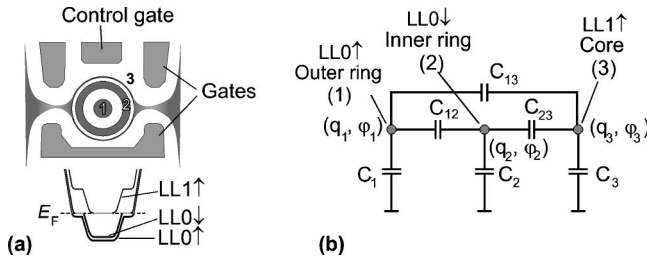 Control gate
3
1
2
Gates
LL1↑
E_F
LL0↓
LL0↑
(a)
(b)
LL0↑
Outer ring
(1)
LL0↓
Inner ring
(2)
LL1↑
Core
(3)
C₁₃
C₁₂
C₂₃
(q₁, φ₁)
(q₂, φ₂)
(q₃, φ₃)
C₁
C₂
C₃